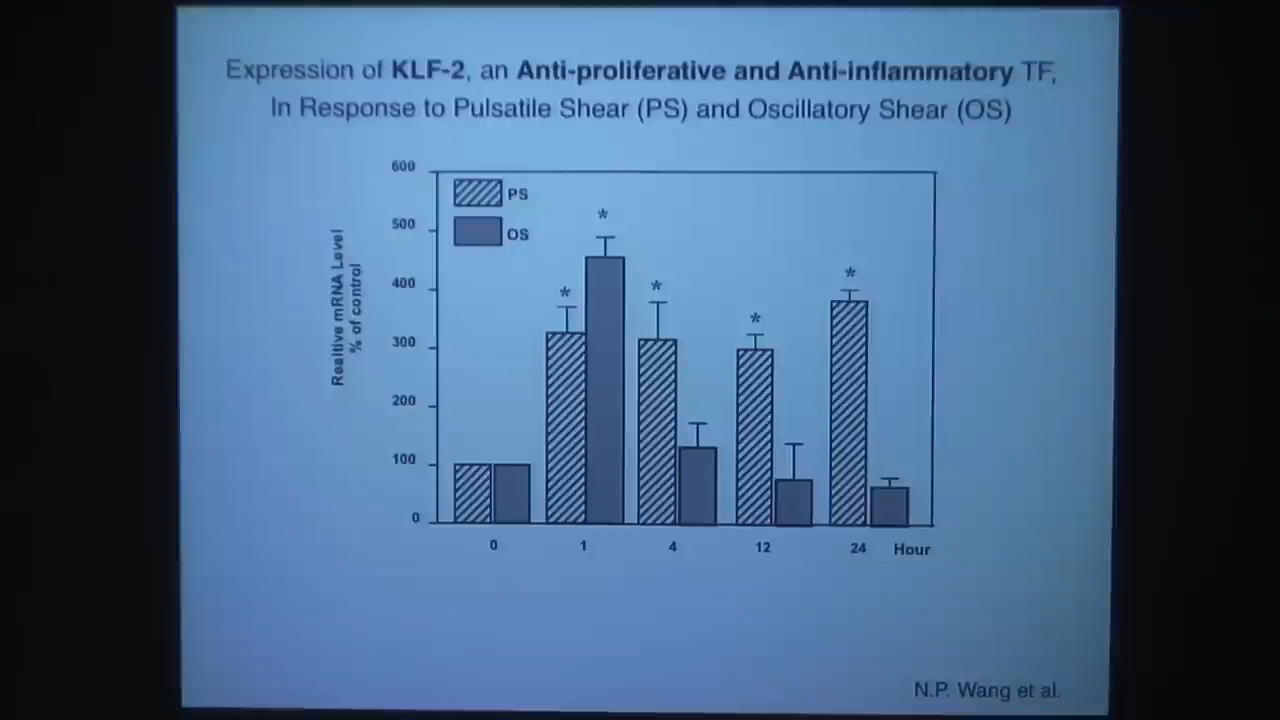 Expression of KLF-2, an Anti-proliferative and Anti-inflammatory TF,
In Response to Pulsatile Shear (PS) and Oscillatory Shear (OS)
600
500
400
300
200
100
0
Realtive mRNA Level
% of control
PS
OS
*
*
*
*
*
0 1 4 12 24 Hour
N.P. Wang et al.